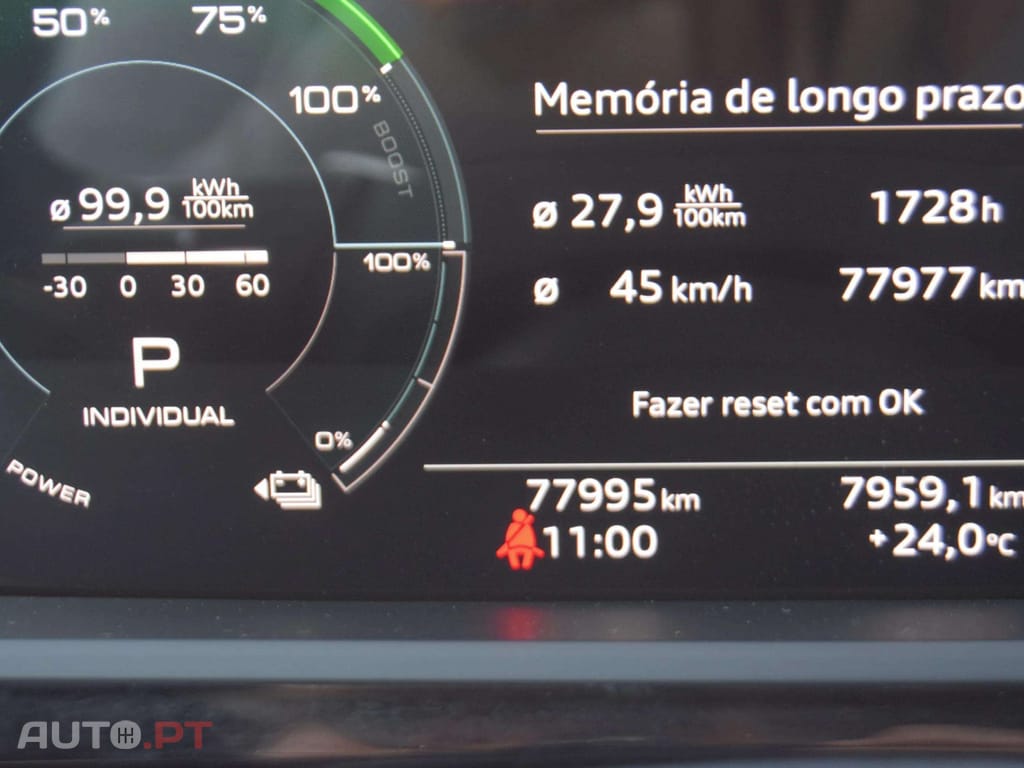 50% 75%
100%
BOOST
ø 99,9 kWh/100km
-30 0 30 60
100%
P
INDIVIDUAL
0%
POWER
Memória de longo prazo
ø 27,9 kWh/100km 1728 h
ø 45 km/h 77977 km
Fazer reset com OK
77995 km 7959,1 km
11:00 +24,0°C
AUTO.PT